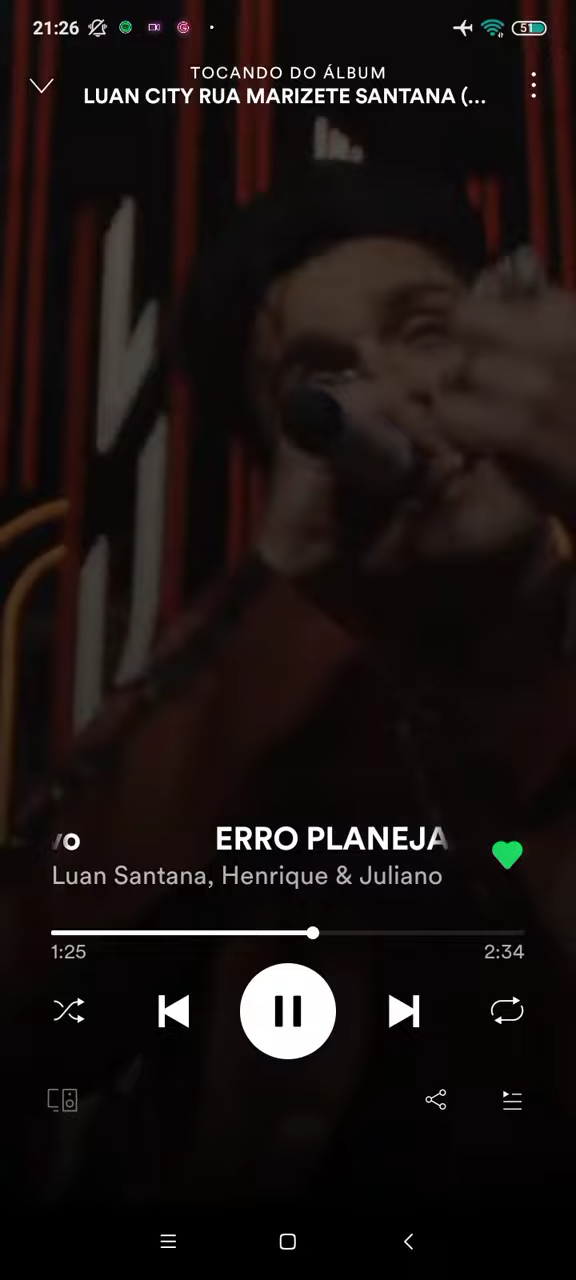 21:26 51
TOCANDO DO ÁLBUM
LUAN CITY RUA MARIZETE SANTANA (...
vo ERRO PLANEJA
Luan Santana, Henrique & Juliano
1:25 2:34